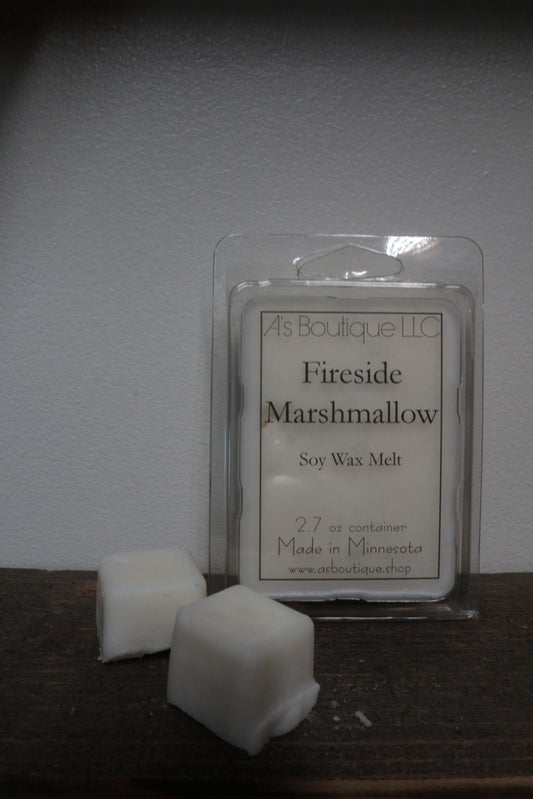 A's Boutique LLC
Fireside
Marshmallow
Soy Wax Melt
2.7 oz container
Made in Minnesota
www.asboutique.shop